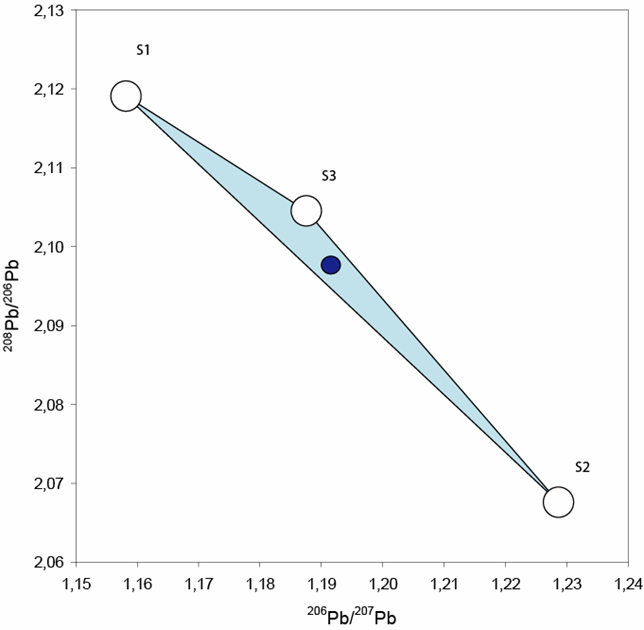 2,13
S1
2,12
2,11
S3
2,10
2,09
2,08
S2
2,07
2,06
²⁰⁸Pb/²⁰⁶Pb
1,15 1,16 1,17 1,18 1,19 1,20 1,21 1,22 1,23 1,24
²⁰⁶Pb/²⁰⁷Pb